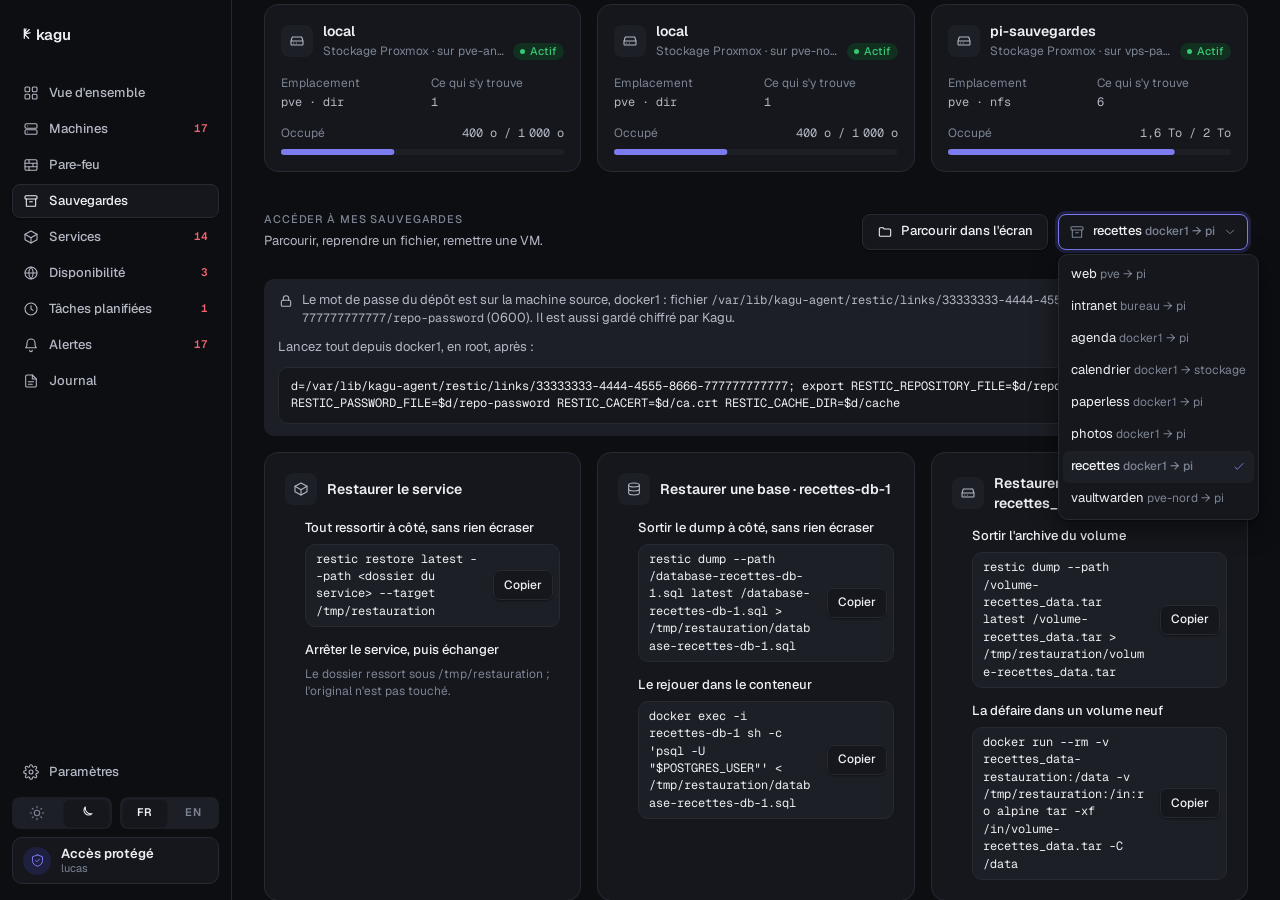 kagu
Vue d'ensemble
Machines 17
Pare-feu
Sauvegardes
Services 14
Disponibilité 3
Tâches planifiées 1
Alertes 17
Journal
Paramètres
FR EN
Accès protégé
lucas
local
Stockage Proxmox · sur pve-an… Actif
Emplacement Ce qui s'y trouve
pve · dir 1
Occupé 400 o / 1 000 o
local
Stockage Proxmox · sur pve-no… Actif
Emplacement Ce qui s'y trouve
pve · dir 1
Occupé 400 o / 1 000 o
pi-sauvegardes
Stockage Proxmox · sur vps-pa… Actif
Emplacement Ce qui s'y trouve
pve · nfs 6
Occupé 1,6 To / 2 To
ACCÉDER À MES SAUVEGARDES
Parcourir, reprendre un fichier, remettre une VM.
Parcourir dans l'écran
recettes docker1 → pi
web pve → pi
intranet bureau → pi
agenda docker1 → pi
calendrier docker1 → stockage
paperless docker1 → pi
photos docker1 → pi
recettes docker1 → pi
vaultwarden pve-nord → pi
Le mot de passe du dépôt est sur la machine source, docker1 : fichier /var/lib/kagu-agent/restic/links/33333333-4444-455
777777777777/repo-password (0600). Il est aussi gardé chiffré par Kagu.
Lancez tout depuis docker1, en root, après :
d=/var/lib/kagu-agent/restic/links/33333333-4444-4555-8666-777777777777; export RESTIC_REPOSITORY_FILE=$d/repo
RESTIC_PASSWORD_FILE=$d/repo-password RESTIC_CACERT=$d/ca.crt RESTIC_CACHE_DIR=$d/cache
Restaurer le service
Tout ressortir à côté, sans rien écraser
restic restore latest -
-path <dossier du
service> --target
/tmp/restauration
Copier
Arrêter le service, puis échanger
Le dossier ressort sous /tmp/restauration ;
l'original n'est pas touché.
Restaurer une base · recettes-db-1
Sortir le dump à côté, sans rien écraser
restic dump --path
/database-recettes-db-
1.sql latest /database-
recettes-db-1.sql >
/tmp/restauration/datab
ase-recettes-db-1.sql
Copier
Le rejouer dans le conteneur
docker exec -i
recettes-db-1 sh -c
'psql -U
"$POSTGRES_USER"' <
/tmp/restauration/datab
ase-recettes-db-1.sql
Copier
Restaurer
recettes_
Sortir l'archive du volume
restic dump --path
/volume-
recettes_data.tar
latest /volume-
recettes_data.tar >
/tmp/restauration/volum
e-recettes_data.tar
Copier
La défaire dans un volume neuf
docker run --rm -v
recettes_data-
restauration:/data -v
/tmp/restauration:/in:r
o alpine tar -xf
/in/volume-
recettes_data.tar -C
/data
Copier